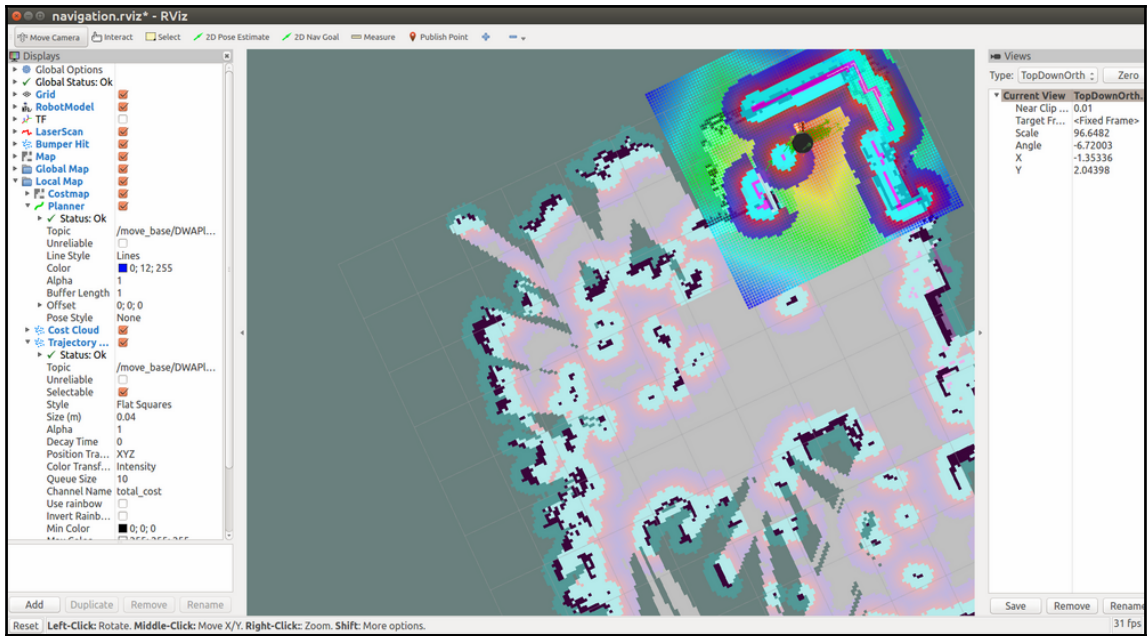 navigation.rviz* - RViz
Move Camera Interact Select 2D Pose Estimate 2D Nav Goal Measure Publish Point
Displays
Global Options
Global Status: Ok
Grid
RobotModel
TF
LaserScan
Bumper Hit
Map
Global Map
Local Map
Costmap
Planner
Status: Ok
Topic /move_base/DWAPl...
Unreliable
Line Style Lines
Color 0; 12; 255
Alpha 1
Buffer Length 1
Offset 0; 0; 0
Pose Style None
Cost Cloud
Trajectory ...
Status: Ok
Topic /move_base/DWAPl...
Unreliable
Selectable
Style Flat Squares
Size (m) 0.04
Alpha 1
Decay Time 0
Position Tra... XYZ
Color Transf... Intensity
Queue Size 10
Channel Name total_cost
Use rainbow
Invert Rainb...
Min Color 0; 0; 0
Add Duplicate Remove Rename
Reset Left-Click: Rotate. Middle-Click: Move X/Y. Right-Click:: Zoom. Shift: More options.
Views
Type: TopDownOrth Zero
Current View TopDownOrth...
Near Clip ... 0.01
Target Fr... <Fixed Frame>
Scale 96.6482
Angle -6.72003
X -1.35336
Y 2.04398
Save Remove Rename
31 fps